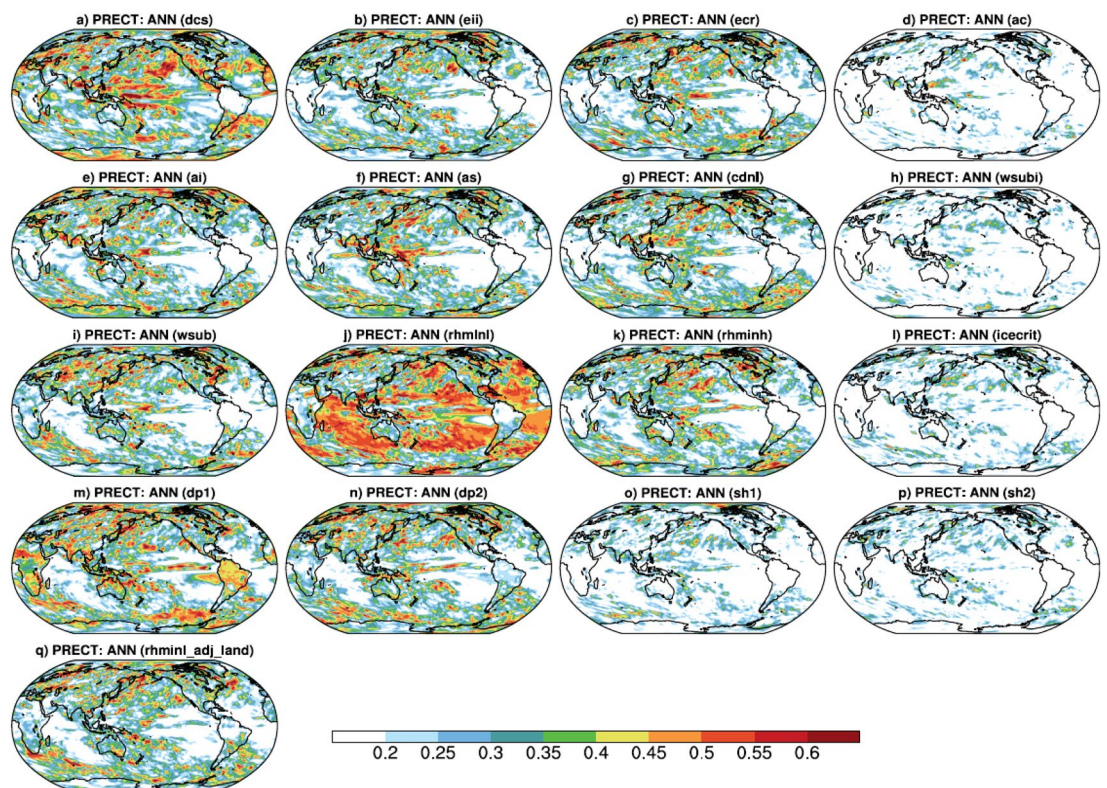 a) PRECT: ANN (dcs)
b) PRECT: ANN (eii)
c) PRECT: ANN (ecr)
d) PRECT: ANN (ac)
e) PRECT: ANN (ai)
f) PRECT: ANN (as)
g) PRECT: ANN (cdnl)
h) PRECT: ANN (wsubi)
i) PRECT: ANN (wsub)
j) PRECT: ANN (rhminl)
k) PRECT: ANN (rhminh)
l) PRECT: ANN (icecrit)
m) PRECT: ANN (dp1)
n) PRECT: ANN (dp2)
o) PRECT: ANN (sh1)
p) PRECT: ANN (sh2)
q) PRECT: ANN (rhminl_adj_land)
0.2 0.25 0.3 0.35 0.4 0.45 0.5 0.55 0.6